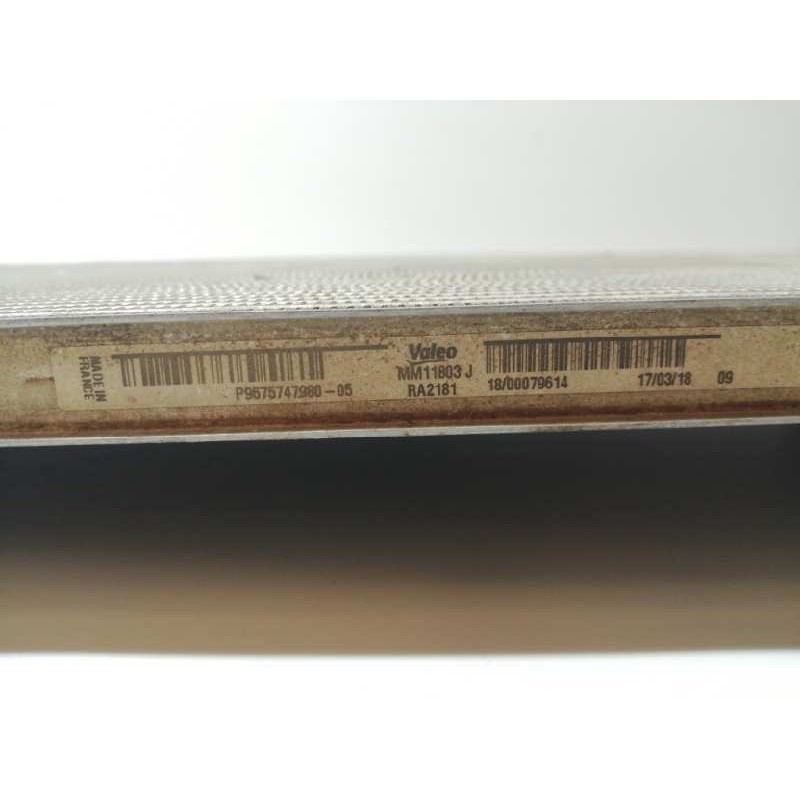 MADE IN
FRANCE
P9675747980-05
Valeo
MM11803 J
RA2181
18/00079614
17/03/18 09